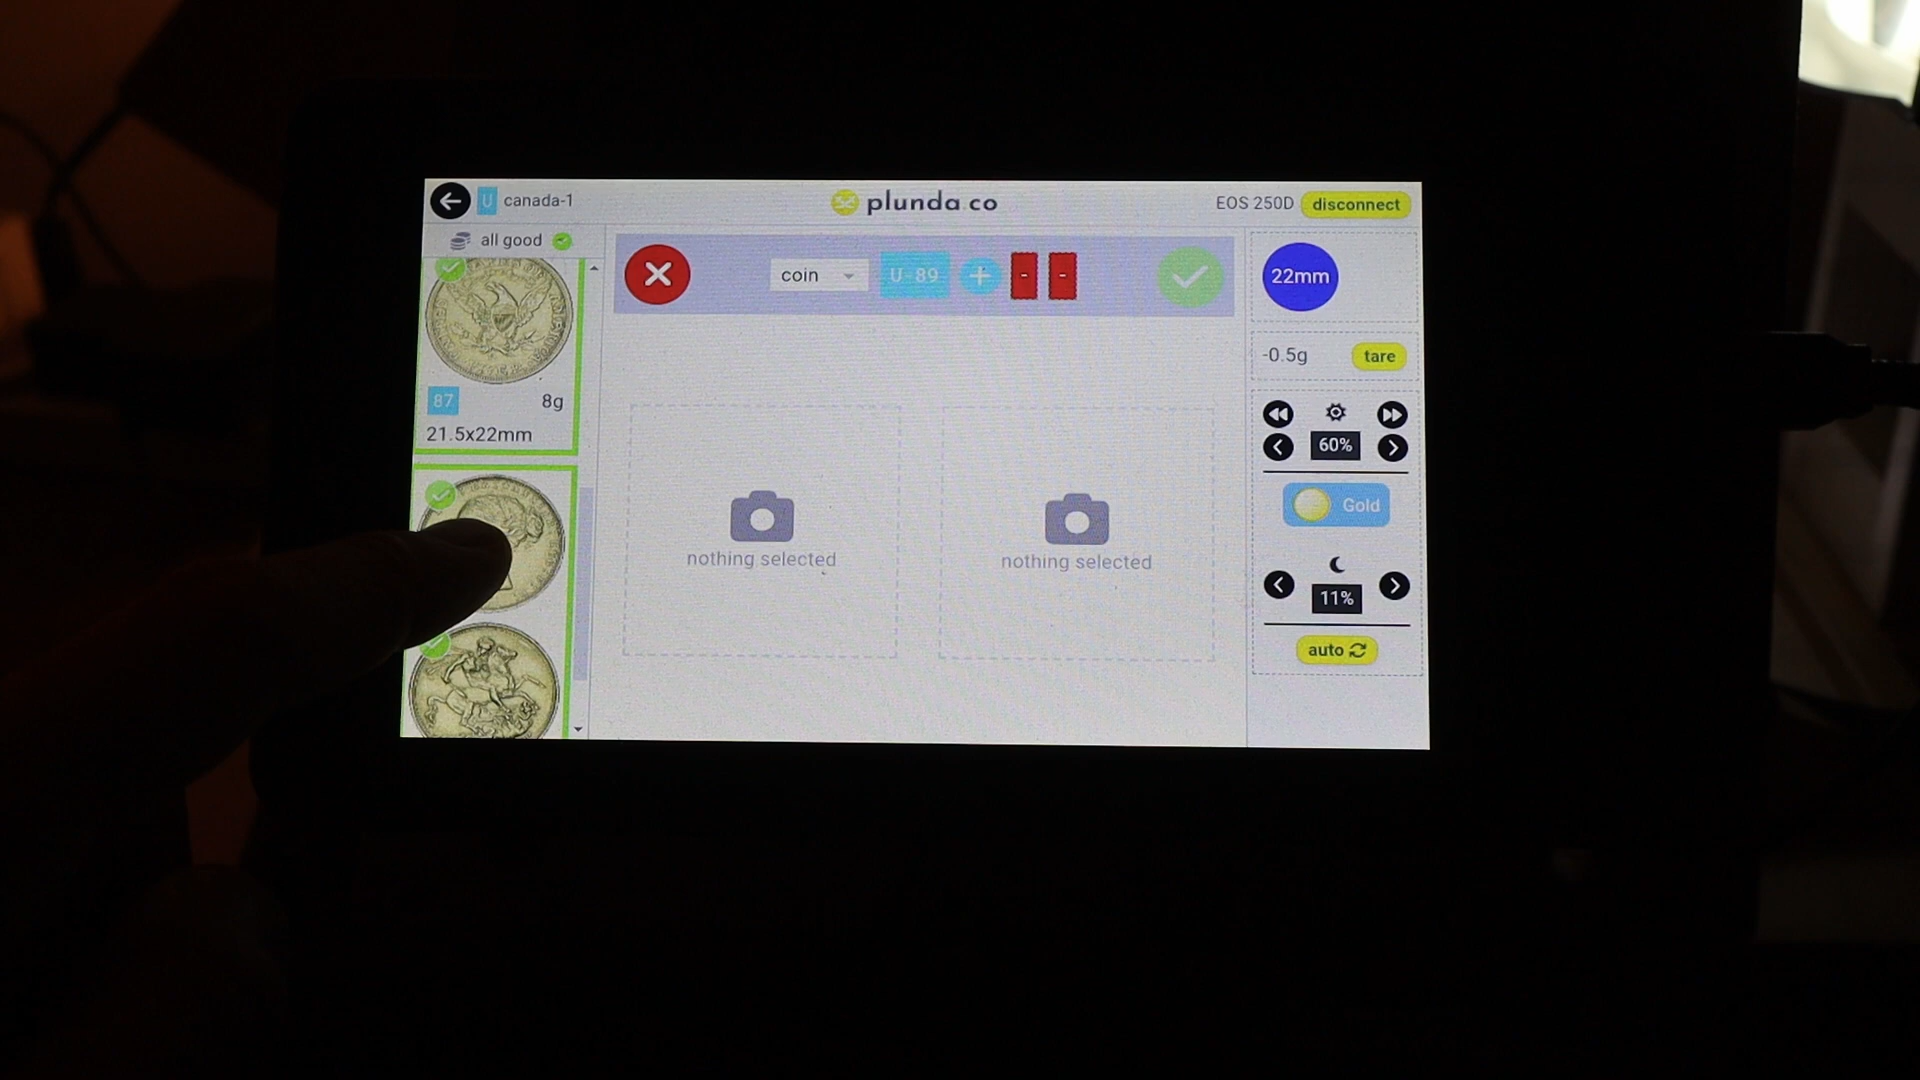 U canada-1
plunda.co
EOS 250D disconnect
all good
coin
U-89
+
-
-
22mm
87
8g
21.5x22mm
-0.5g
tare
60%
Gold
11%
auto
nothing selected
nothing selected